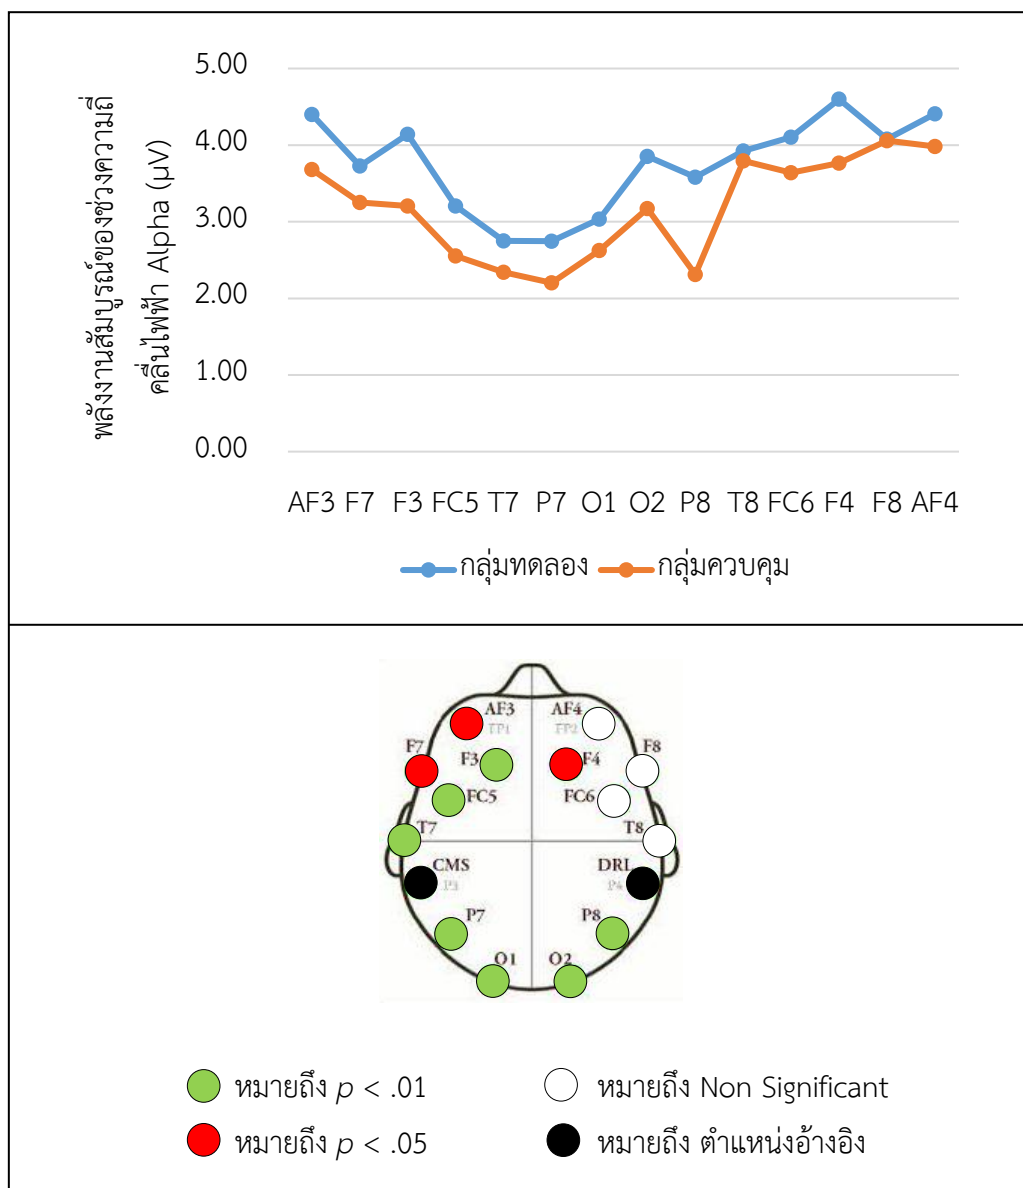 พลังงานสัมบูรณ์ของช่วงความถี่
คลื่นไฟฟ้า Alpha (µV)
5.00
4.00
3.00
2.00
1.00
0.00
AF3 F7 F3 FC5 T7 P7 O1 O2 P8 T8 FC6 F4 F8 AF4
กลุ่มทดลอง กลุ่มควบคุม
AF3 AF4
FP1 FP2
F7 F8
F3 F4
FC5 FC6
T7 T8
CMS DRL
P3 P4
P7 P8
O1 O2
หมายถึง p < .01 หมายถึง Non Significant
หมายถึง p < .05 หมายถึง ตำแหน่งอ้างอิง